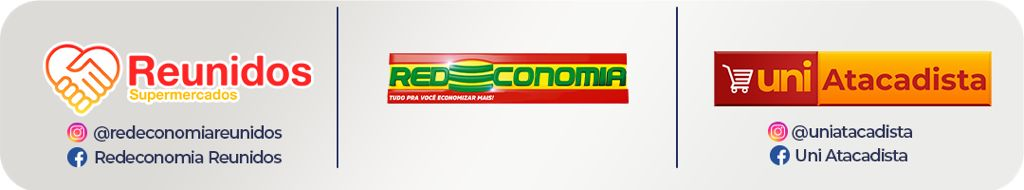 Reunidos
Supermercados
@redeconomiareunidos
Redeconomia Reunidos
REDECONOMIA
TUDO PRA VOCÊ ECONOMIZAR MAIS!
uni Atacadista
@uniatacadista
Uni Atacadista